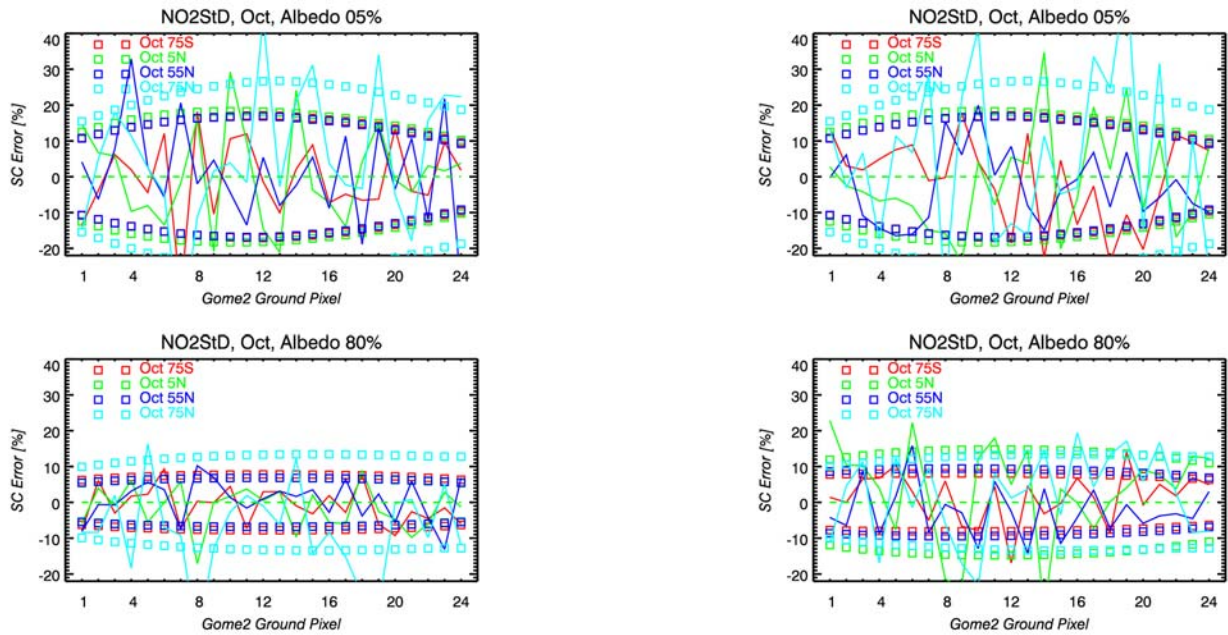 NO2StD, Oct, Albedo 05%
SC Error [%]
40
30
20
10
0
-10
-20
Oct 75S
Oct 5N
Oct 55N
Oct 75N
1 4 8 12 16 20 24
Gome2 Ground Pixel
NO2StD, Oct, Albedo 05%
SC Error [%]
40
30
20
10
0
-10
-20
Oct 75S
Oct 5N
Oct 55N
Oct 75N
1 4 8 12 16 20 24
Gome2 Ground Pixel
NO2StD, Oct, Albedo 80%
SC Error [%]
40
30
20
10
0
-10
-20
Oct 75S
Oct 5N
Oct 55N
Oct 75N
1 4 8 12 16 20 24
Gome2 Ground Pixel
NO2StD, Oct, Albedo 80%
SC Error [%]
40
30
20
10
0
-10
-20
Oct 75S
Oct 5N
Oct 55N
Oct 75N
1 4 8 12 16 20 24
Gome2 Ground Pixel